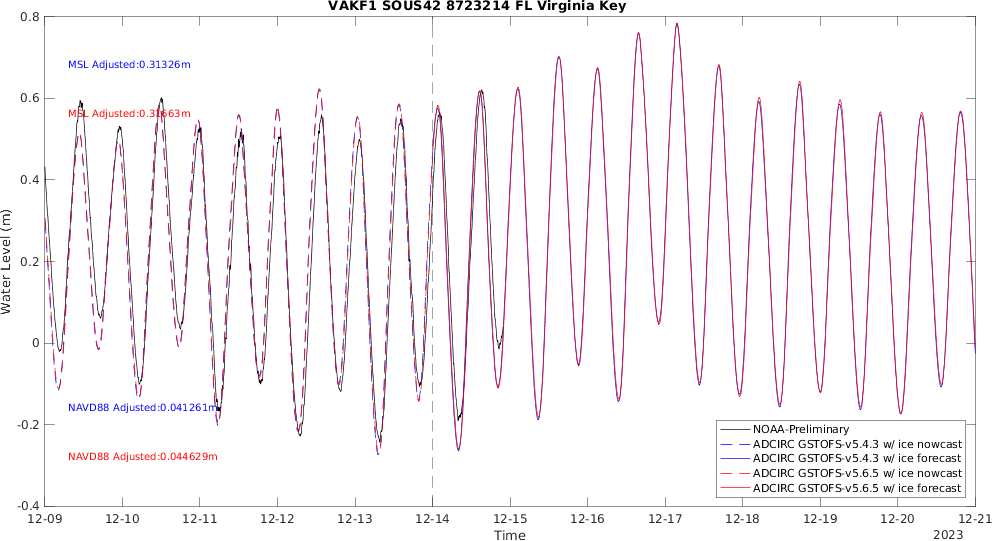 VAKF1 SOUS42 8723214 FL Virginia Key
Water Level (m)
0.8
0.6
0.4
0.2
0
-0.2
-0.4
MSL Adjusted:0.31326m
MSL Adjusted:0.31663m
NAVD88 Adjusted:0.041261m
NAVD88 Adjusted:0.044629m
NOAA-Preliminary
ADCIRC GSTOFS-v5.4.3 w/ ice nowcast
ADCIRC GSTOFS-v5.4.3 w/ ice forecast
ADCIRC GSTOFS-v5.6.5 w/ ice nowcast
ADCIRC GSTOFS-v5.6.5 w/ ice forecast
12-09 12-10 12-11 12-12 12-13 12-14 12-15 12-16 12-17 12-18 12-19 12-20 12-21
Time
2023